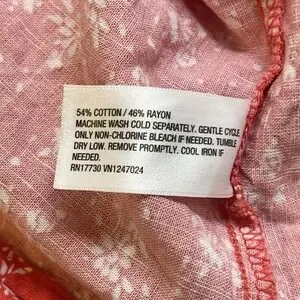 54% COTTON / 46% RAYON
MACHINE WASH COLD SEPARATELY. GENTLE CYCLE
ONLY NON-CHLORINE BLEACH IF NEEDED. TUMBLE
DRY LOW. REMOVE PROMPTLY. COOL IRON IF
NEEDED.
RN17730 VN1247024